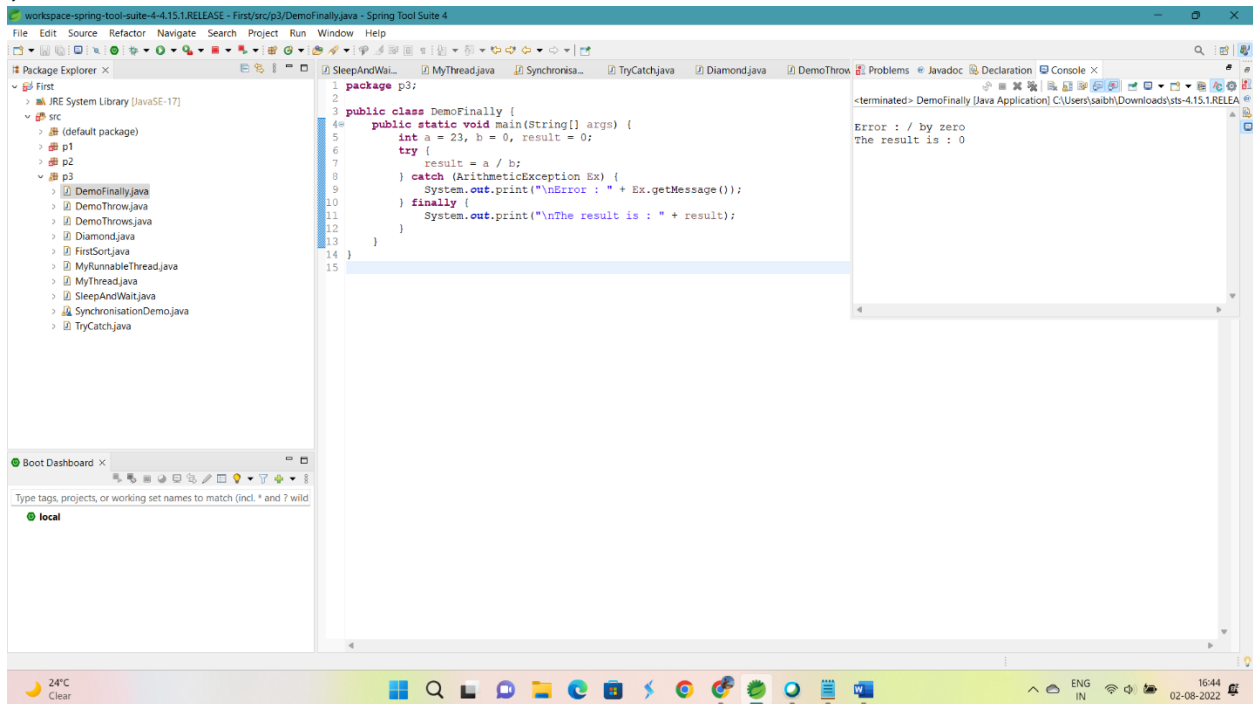 workspace-spring-tool-suite-4-4.15.1.RELEASE - First/src/p3/DemoFinally.java - Spring Tool Suite 4
File Edit Source Refactor Navigate Search Project Run Window Help
Package Explorer
First
JRE System Library [JavaSE-17]
src
(default package)
p1
p2
p3
DemoFinally.java
DemoThrow.java
DemoThrows.java
Diamond.java
FirstSort.java
MyRunnableThread.java
MyThread.java
SleepAndWait.java
SynchronisationDemo.java
TryCatch.java
Boot Dashboard
Type tags, projects, or working set names to match (incl. * and ? wild
local
SleepAndWai... MyThread.java Synchronisa... TryCatch.java Diamond.java DemoThrow
1 package p3;
2
3 public class DemoFinally {
4 public static void main(String[] args) {
5 int a = 23, b = 0, result = 0;
6 try {
7 result = a / b;
8 } catch (ArithmeticException Ex) {
9 System.out.print("\nError : " + Ex.getMessage());
10 } finally {
11 System.out.print("\nThe result is : " + result);
12 }
13 }
14 }
15
Problems Javadoc Declaration Console
<terminated> DemoFinally [Java Application] C:\Users\saibh\Downloads\sts-4.15.1.RELEA
Error : / by zero
The result is : 0
24°C
Clear
ENG
IN
16:44
02-08-2022